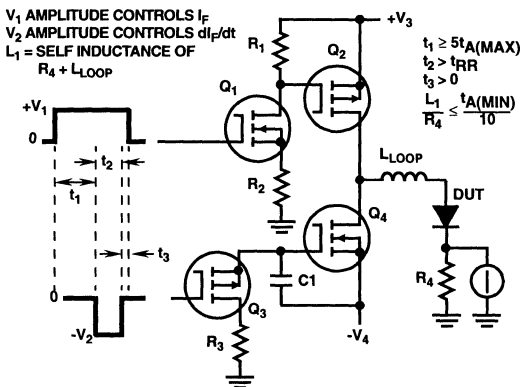 V1 AMPLITUDE CONTROLS IF
V2 AMPLITUDE CONTROLS dIF/dt
L1 = SELF INDUCTANCE OF
R4 + LLOOP
+V3
t1 ≥ 5tA(MAX)
t2 > tRR
t3 > 0
L1/R4 ≤ tA(MIN)/10
R1
Q1
Q2
+V1
0
t2
t1
t3
R2
LLOOP
DUT
Q4
R4
0
-V2
Q3
C1
R3
-V4